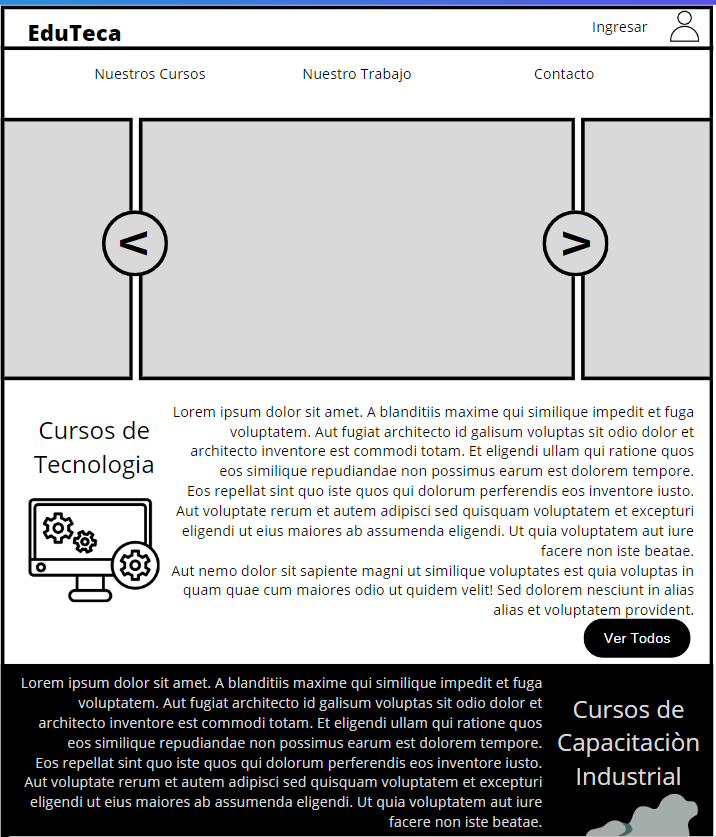 EduTeca
Ingresar
Nuestros Cursos
Nuestro Trabajo
Contacto
<
>
Cursos de
Tecnologia
Lorem ipsum dolor sit amet. A blanditiis maxime qui similique impedit et fuga
voluptatem. Aut fugiat architecto id galisum voluptas sit odio dolor et
architecto inventore est commodi totam. Et eligendi ullam qui ratione quos
eos similique repudiandae non possimus earum est dolorem tempore.
Eos repellat sint quo iste quos qui dolorum perferendis eos inventore iusto.
Aut voluptate rerum et autem adipisci sed quisquam voluptatem et excepturi
eligendi ut eius maiores ab assumenda eligendi. Ut quia voluptatem aut iure
facere non iste beatae.
Aut nemo dolor sit sapiente magni ut similique voluptates est quia voluptas in
quam quae cum maiores odio ut quidem velit! Sed dolorem nesciunt in alias
alias et voluptatem provident.
Ver Todos
Lorem ipsum dolor sit amet. A blanditiis maxime qui similique impedit et fuga
voluptatem. Aut fugiat architecto id galisum voluptas sit odio dolor et
architecto inventore est commodi totam. Et eligendi ullam qui ratione quos
eos similique repudiandae non possimus earum est dolorem tempore.
Eos repellat sint quo iste quos qui dolorum perferendis eos inventore iusto.
Aut voluptate rerum et autem adipisci sed quisquam voluptatem et excepturi
eligendi ut eius maiores ab assumenda eligendi. Ut quia voluptatem aut iure
facere non iste beatae.
Cursos de
Capacitaciòn
Industrial